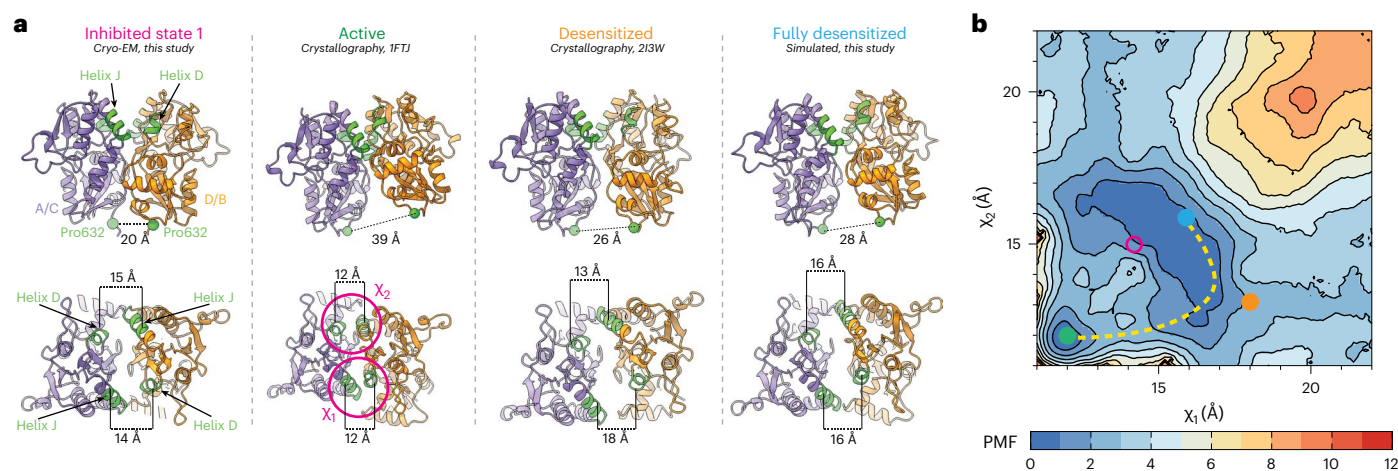 a
Inhibited state 1
Cryo-EM, this study
Active
Crystallography, 1FTJ
Desensitized
Crystallography, 2I3W
Fully desensitized
Simulated, this study
Helix J
Helix D
A/C
D/B
Pro632
Pro632
20 Å
39 Å
26 Å
28 Å
15 Å
Helix D
Helix J
Helix J
Helix D
14 Å
12 Å
χ2
χ1
12 Å
13 Å
18 Å
16 Å
16 Å
b
χ2 (Å)
20
15
15
20
χ1 (Å)
PMF
0 2 4 6 8 10 12